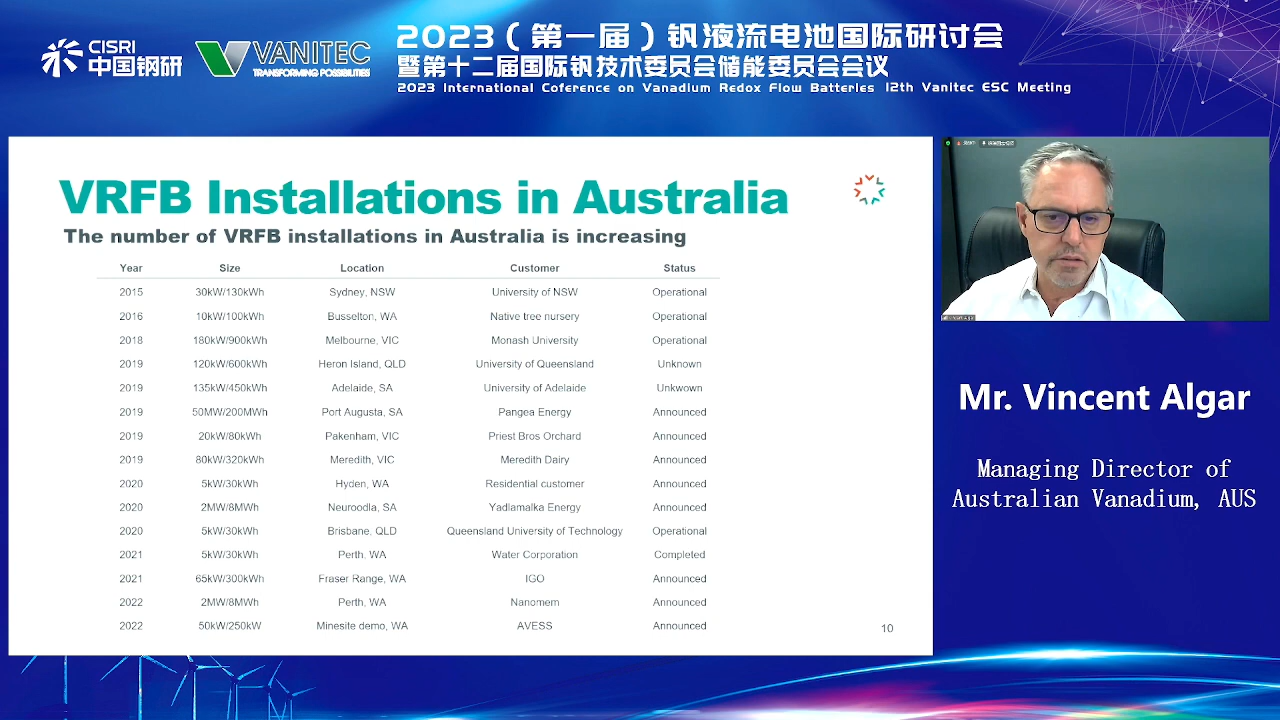 CISRI
中国钢研
VANITEC
TRANSFORMING POSSIBILITIES
2023（第一届）钒液流电池国际研讨会
暨第十二届国际钒技术委员会储能委员会会议
2023 International Coference on Vanadium Redox Flow Batteries 12th Vanitec ESC Meeting
VRFB Installations in Australia
The number of VRFB installations in Australia is increasing
Year Size Location Customer Status
2015 30kW/130kWh Sydney, NSW University of NSW Operational
2016 10kW/100kWh Busselton, WA Native tree nursery Operational
2018 180kW/900kWh Melbourne, VIC Monash University Operational
2019 120kW/600kWh Heron Island, QLD University of Queensland Unknown
2019 135kW/450kWh Adelaide, SA University of Adelaide Unkwown
2019 50MW/200MWh Port Augusta, SA Pangea Energy Announced
2019 20kW/80kWh Pakenham, VIC Priest Bros Orchard Announced
2019 80kW/320kWh Meredith, VIC Meredith Dairy Announced
2020 5kW/30kWh Hyden, WA Residential customer Announced
2020 2MW/8MWh Neuroodla, SA Yadlamalka Energy Announced
2020 5kW/30kWh Brisbane, QLD Queensland University of Technology Operational
2021 5kW/30kWh Perth, WA Water Corporation Completed
2021 65kW/300kWh Fraser Range, WA IGO Announced
2022 2MW/8MWh Perth, WA Nanomem Announced
2022 50kW/250kW Minesite demo, WA AVESS Announced
10
Mr. Vincent Algar
Managing Director of
Australian Vanadium, AUS